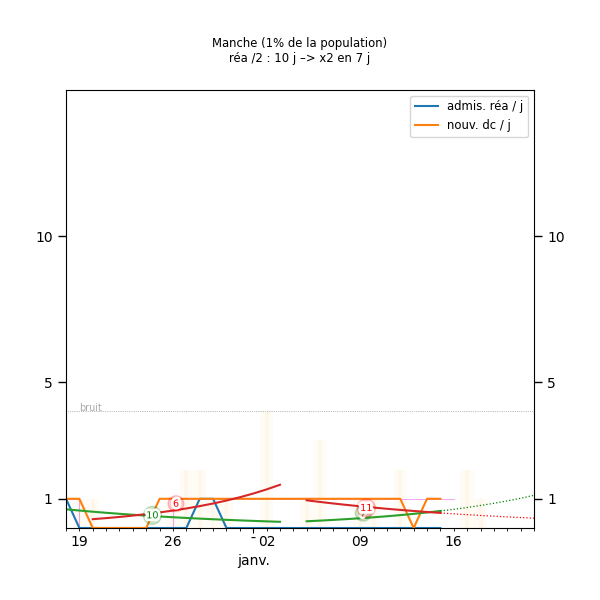 Manche (1% de la population)
réa /2 : 10 j –> x2 en 7 j
admis. réa / j
nouv. dc / j
10
10
5
5
bruit
1
1
10
6
11
19
26
- 02
09
16
janv.